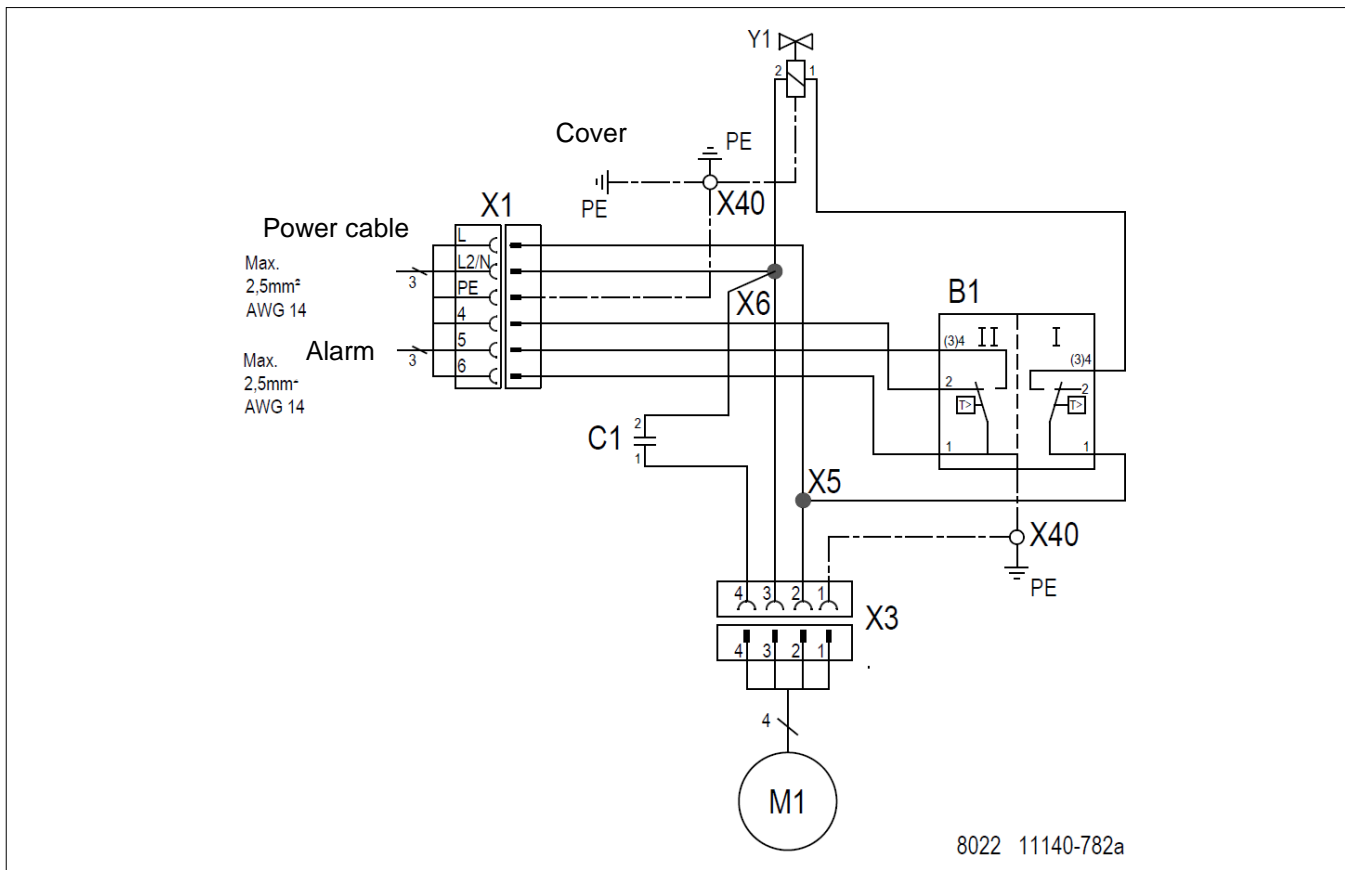 Y1
2 1
Cover
PE
X40
PE
X1
Power cable
L
L2/N
Max.
2,5mm²
AWG 14
3
PE
X6
B1
4
II I
Alarm
5
(3)4
(3)4
Max.
2,5mm²
AWG 14
3
6
2
2
T>
T>
C1
2
1
1
1
X5
X40
PE
4 3 2 1
X3
4 3 2 1
.
4
M1
8022 11140-782a